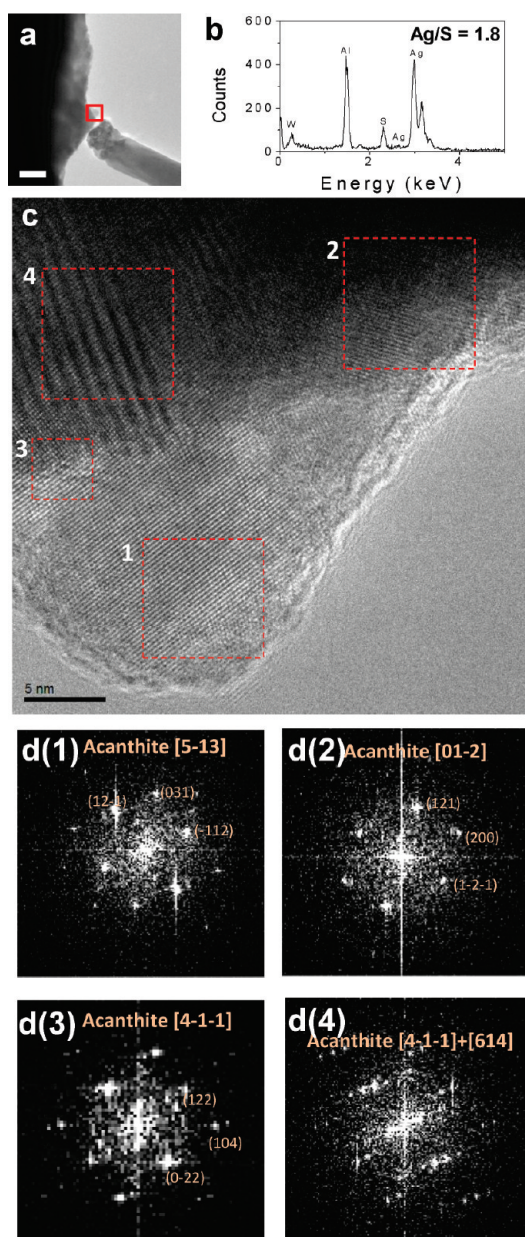 a
b
Ag/S = 1.8
600
400
200
0
Counts
W
Al
S
Ag
Ag
0
2
4
Energy (keV)
c
4
2
3
1
5 nm
d(1)
Acanthite [5-13]
(12-1)
(031)
(-112)
d(2)
Acanthite [01-2]
(121)
(200)
(1-2-1)
d(3)
Acanthite [4-1-1]
(122)
(104)
(0-22)
d(4)
Acanthite [4-1-1]+[614]